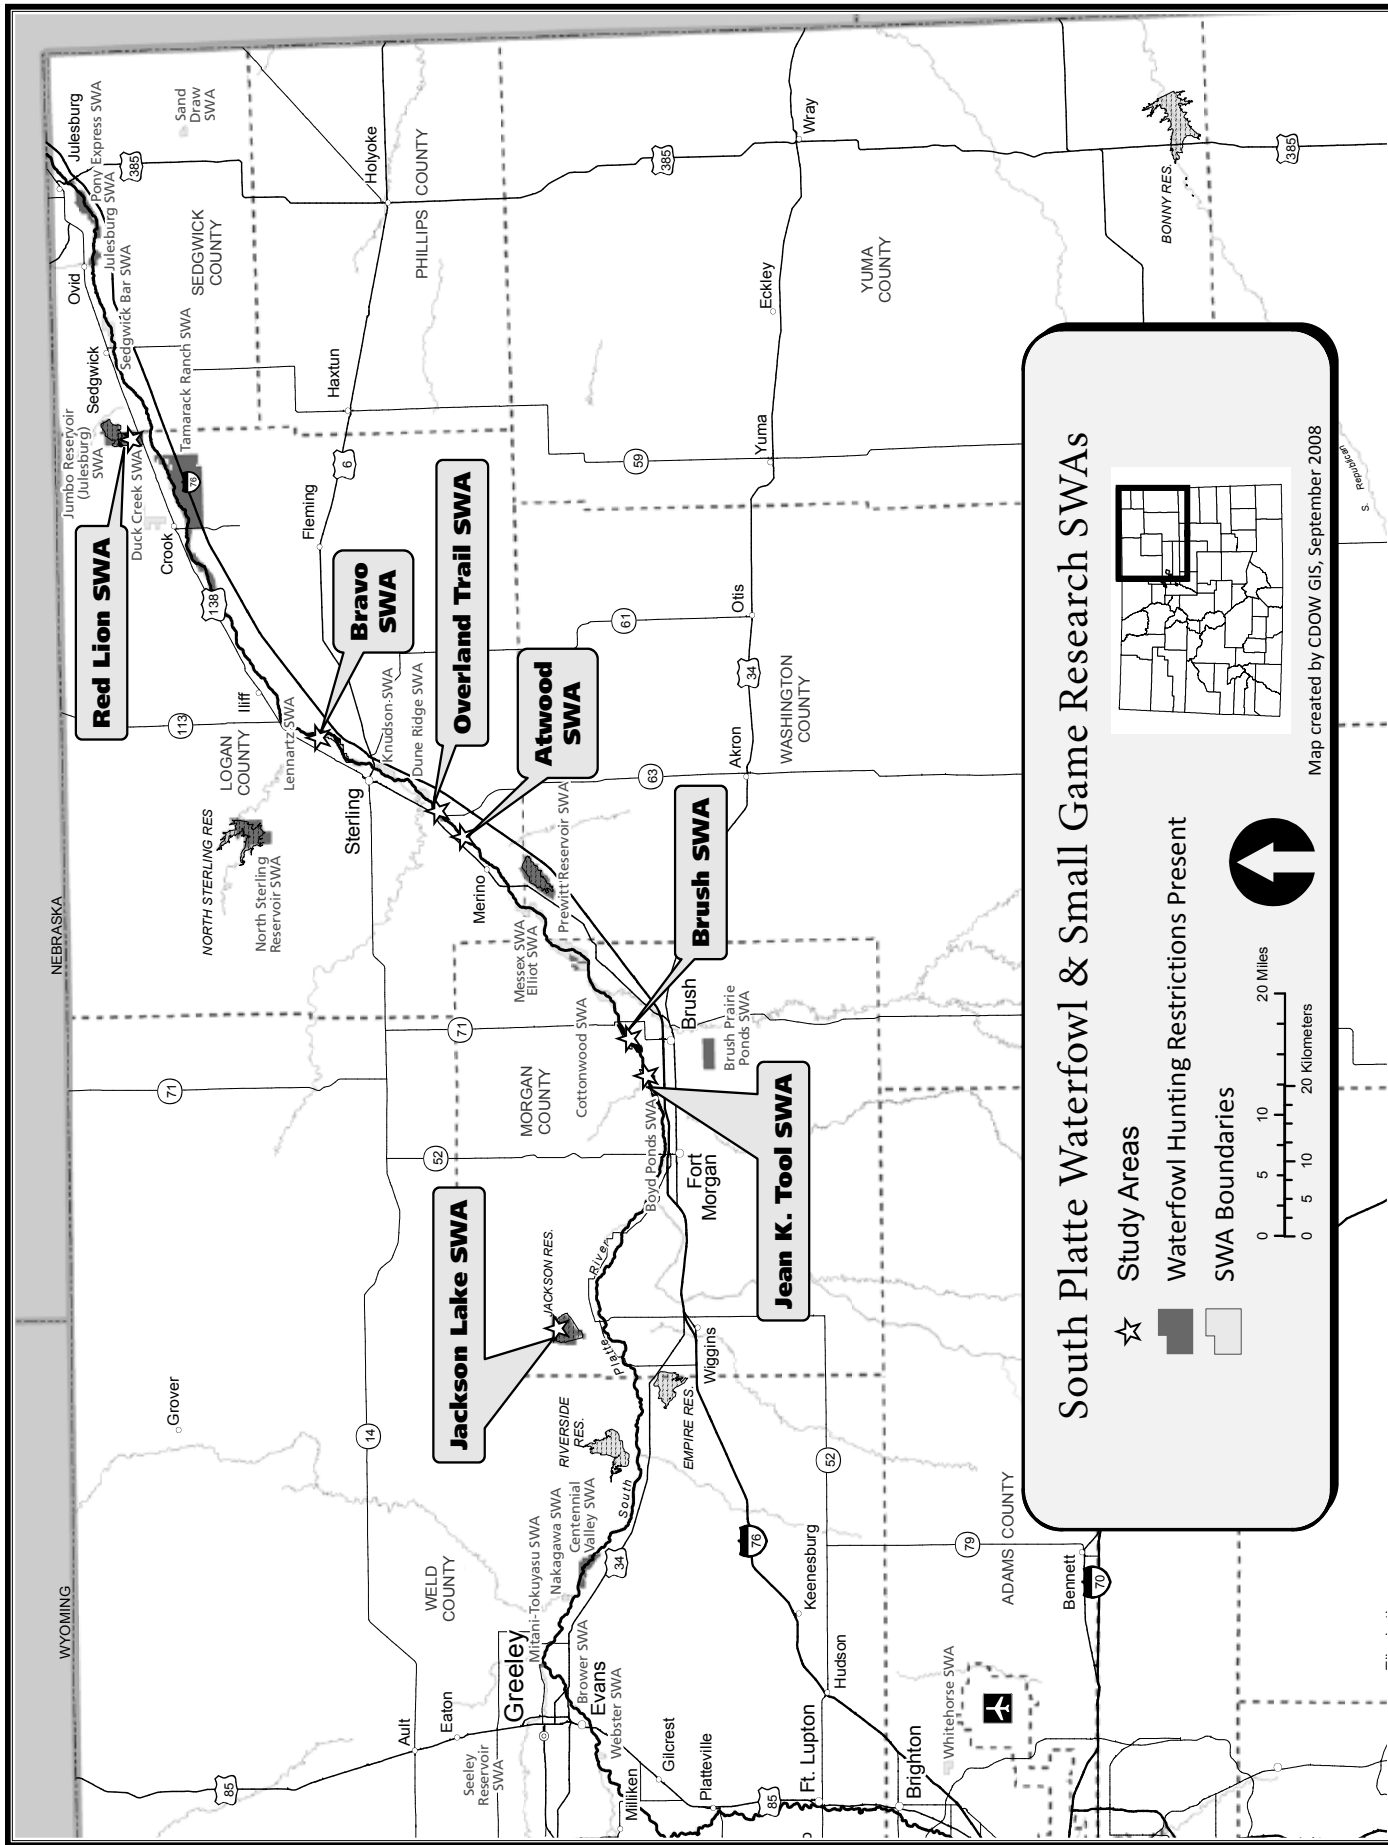 WYOMING
NEBRASKA
Grover
NORTH STERLING RES
North Sterling
Reservoir SWA
LOGAN
COUNTY
Lennartz SWA
Iliff
113
71
85
Red Lion SWA
Jumbo Reservoir
(Julesburg)
SWA
Duck Creek SWA
Crook
138
76
Tamarack Ranch SWA
Sedgwick
Sedgwick Bar SWA
Ovid
Julesburg SWA
Pony Express SWA
Julesburg
Sand
Draw
SWA
385
SEDGWICK
COUNTY
Holyoke
PHILLIPS COUNTY
Haxtun
6
Fleming
Bravo
SWA
Overland Trail SWA
Atwood
SWA
Knudson SWA
Dune Ridge SWA
Sterling
Merino
Prewitt Reservoir SWA
Messex SWA
Elliot SWA
14
Ault
Eaton
WELD
COUNTY
Seeley
Reservoir
SWA
Greeley
Mitani-Tokuyasu SWA
Nakagawa SWA
Centennial
Valley SWA
Brower SWA
Evans
Webster SWA
Milliken
Gilcrest
Platteville
34
South
Platte
River
RIVERSIDE
RES.
EMPIRE RES.
JACKSON RES.
Jackson Lake SWA
52
MORGAN
COUNTY
71
Cottonwood SWA
Boyd Ponds SWA
Fort
Morgan
Wiggins
Jean K. Tool SWA
Brush SWA
Brush
Brush Prairie
Ponds SWA
63
61
59
385
Akron
34
Otis
Yuma
Eckley
Wray
WASHINGTON
COUNTY
YUMA
COUNTY
BONNY RES.
385
S. Republican
76
52
79
85
Keenesburg
Hudson
Ft. Lupton
Brighton
Whitehorse SWA
ADAMS COUNTY
Bennett
70
South Platte Waterfowl & Small Game Research SWAs
Study Areas
Waterfowl Hunting Restrictions Present
SWA Boundaries
0 5 10 20 Miles
0 5 10 20 Kilometers
Map created by CDOW GIS, September 2008